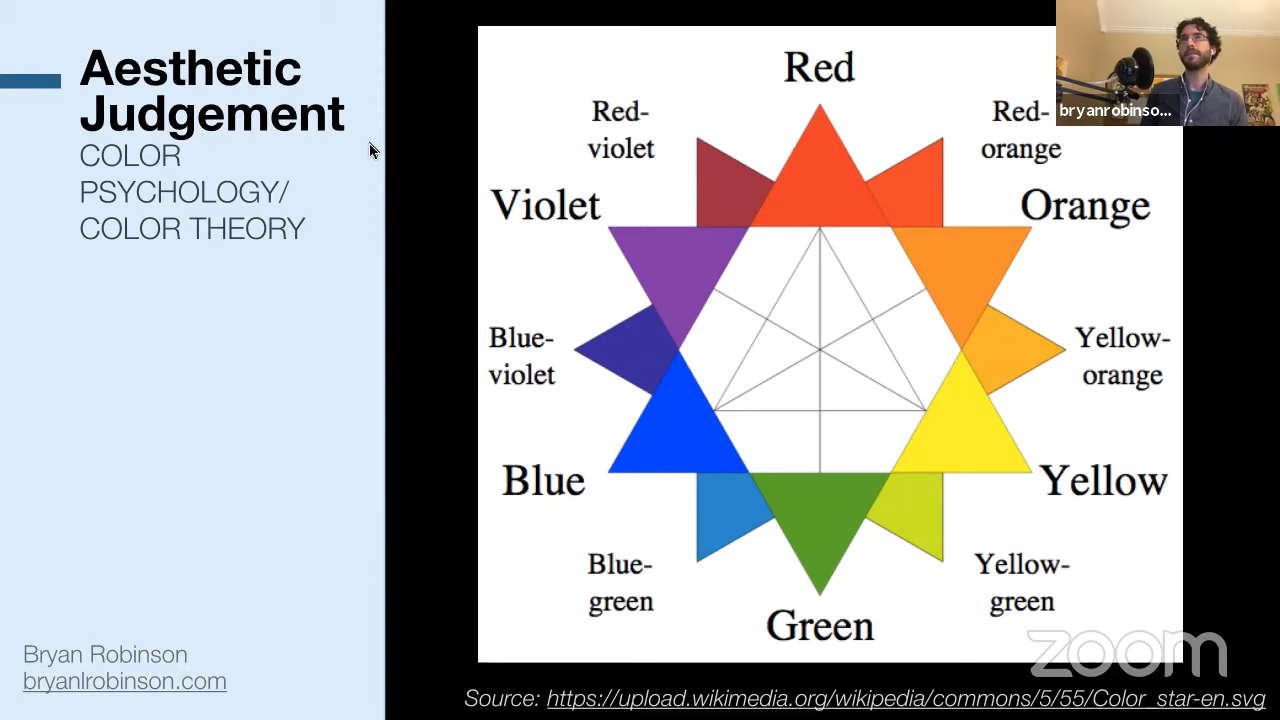 Aesthetic
Judgement
COLOR
PSYCHOLOGY/
COLOR THEORY
Bryan Robinson
bryanlrobinson.com
Red
Red-
violet
Red-
orange
Violet
Orange
Blue-
violet
Yellow-
orange
Blue
Yellow
Blue-
green
Yellow-
green
Green
bryanrobinso...
zoom
Source: https://upload.wikimedia.org/wikipedia/commons/5/55/Color_star-en.svg